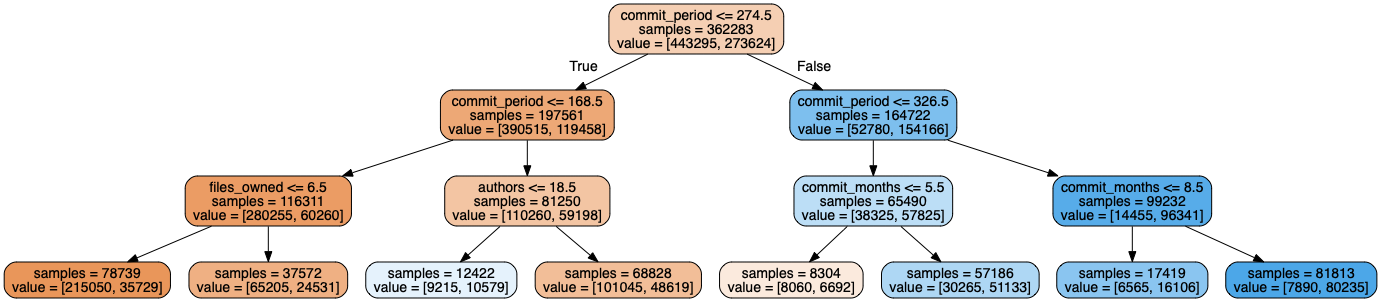 commit_period <= 274.5
samples = 362283
value = [443295, 273624]
True
False
commit_period <= 168.5
samples = 197561
value = [390515, 119458]
commit_period <= 326.5
samples = 164722
value = [52780, 154166]
files_owned <= 6.5
samples = 116311
value = [280255, 60260]
authors <= 18.5
samples = 81250
value = [110260, 59198]
commit_months <= 5.5
samples = 65490
value = [38325, 57825]
commit_months <= 8.5
samples = 99232
value = [14455, 96341]
samples = 78739
value = [215050, 35729]
samples = 37572
value = [65205, 24531]
samples = 12422
value = [9215, 10579]
samples = 68828
value = [101045, 48619]
samples = 8304
value = [8060, 6692]
samples = 57186
value = [30265, 51133]
samples = 17419
value = [6565, 16106]
samples = 81813
value = [7890, 80235]